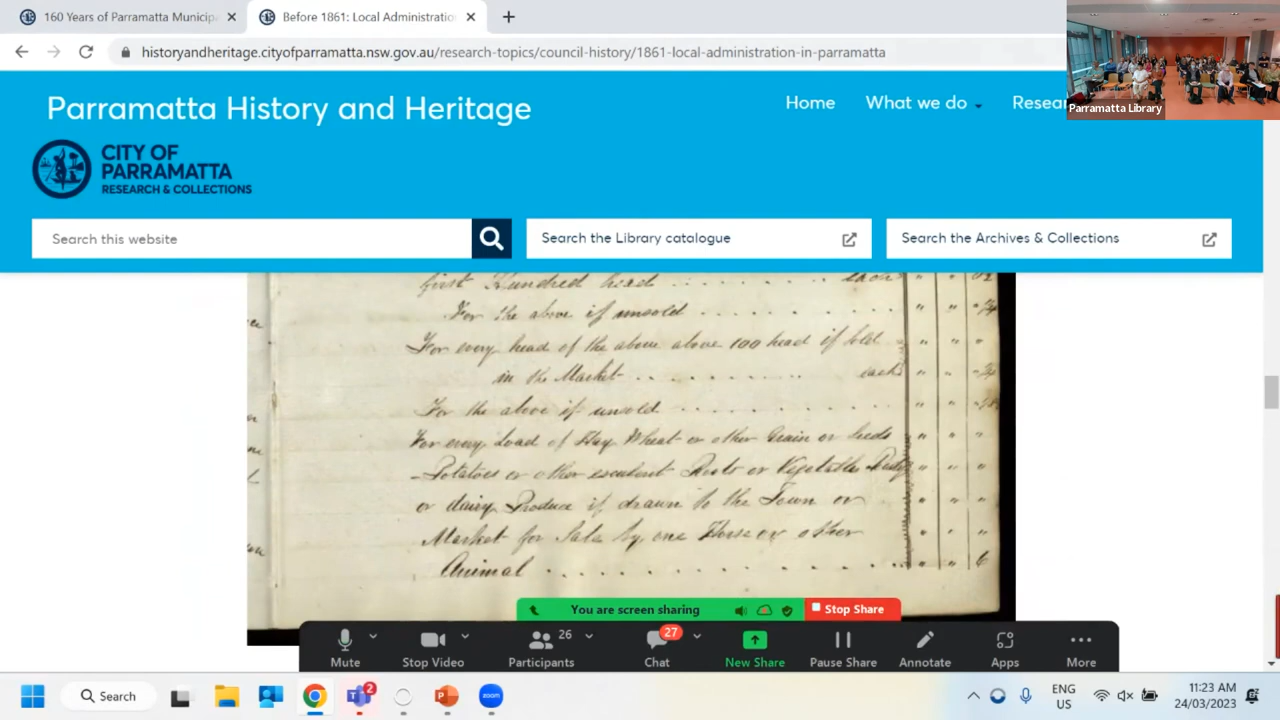 160 Years of Parramatta Municip
Before 1861: Local Administratio
historyandheritage.cityofparramatta.nsw.gov.au/research-topics/council-history/1861-local-administration-in-parramatta
Parramatta History and Heritage
Home
What we do
Resea
Parramatta Library
CITY OF
PARRAMATTA
RESEARCH & COLLECTIONS
Search this website
Search the Library catalogue
Search the Archives & Collections
first Hundred head . . . . . . . . each
For the above if unsold . . . . . . . . .
For every head of the above above 100 head if sold
in the Market . . . . . . . . each
For the above if unsold . . . . . . . . .
For every Load of Hay Wheat or other Grain or Seeds
Potatoes or other esculent Roots or Vegetables
or dairy Produce if drawn to the Town or
Market for Sale by one Horse or other
Animal . . . . . . . . . . . . 6
You are screen sharing
Stop Share
26
27
Mute
Stop Video
Participants
Chat
New Share
Pause Share
Annotate
Apps
More
Search
2
zoom
ENG
US
11:23 AM
24/03/2023